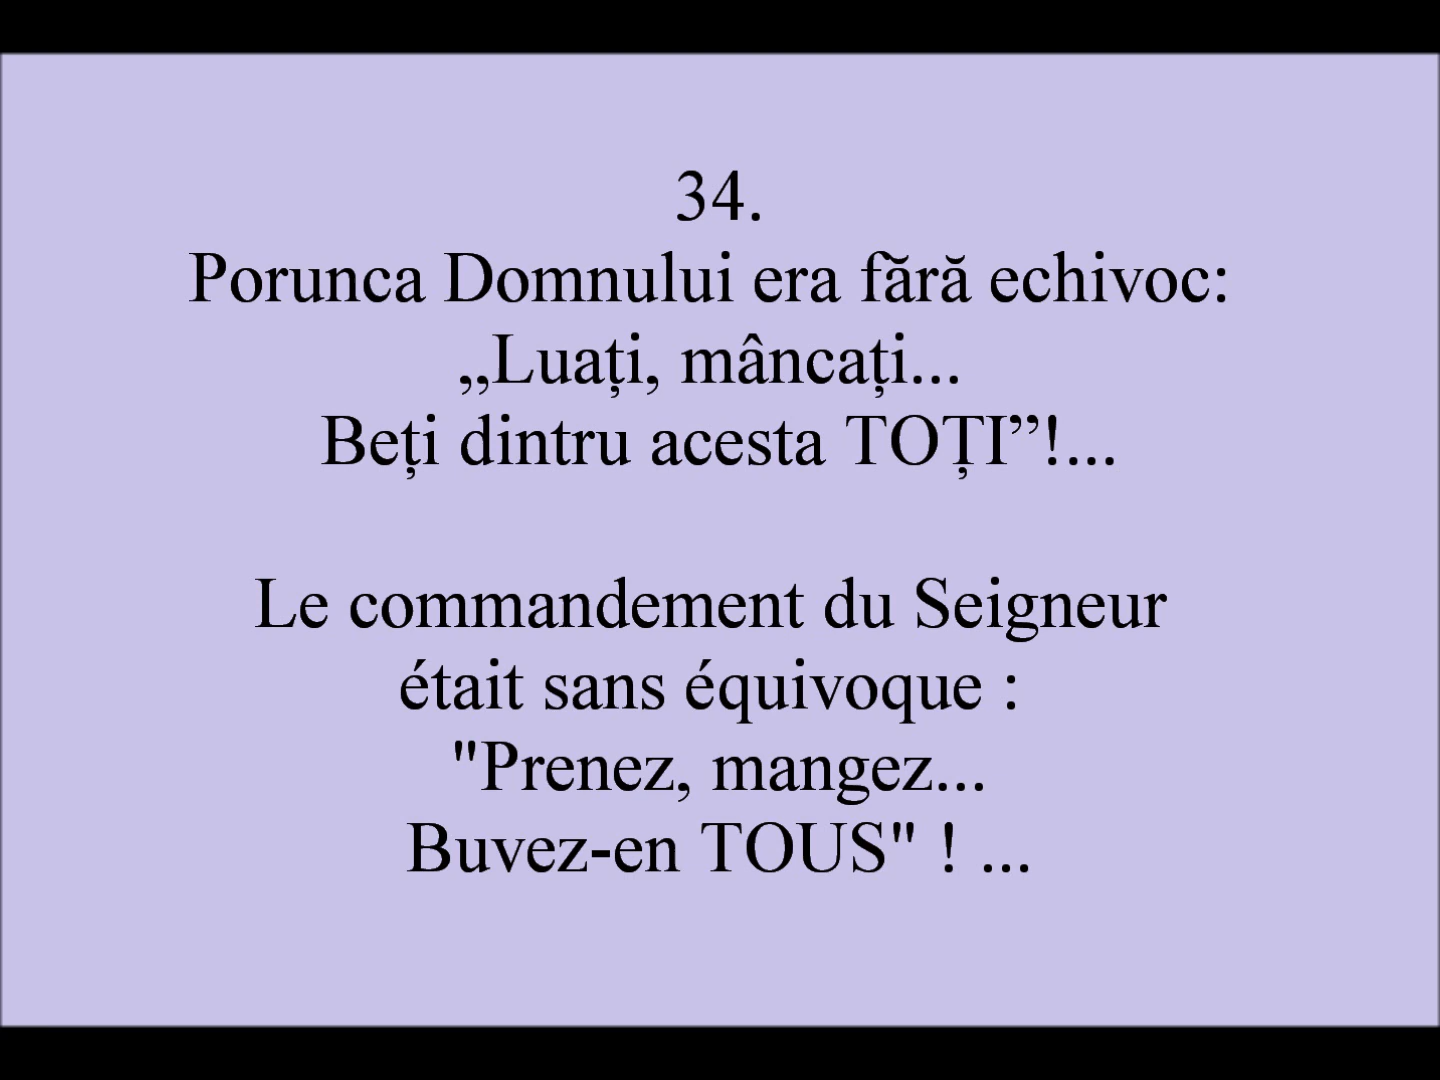 34.
Porunca Domnului era fără echivoc:
„Luați, mâncați...
Beți dintru acesta TOȚI”!...
Le commandement du Seigneur
était sans équivoque :
"Prenez, mangez...
Buvez-en TOUS" ! ...